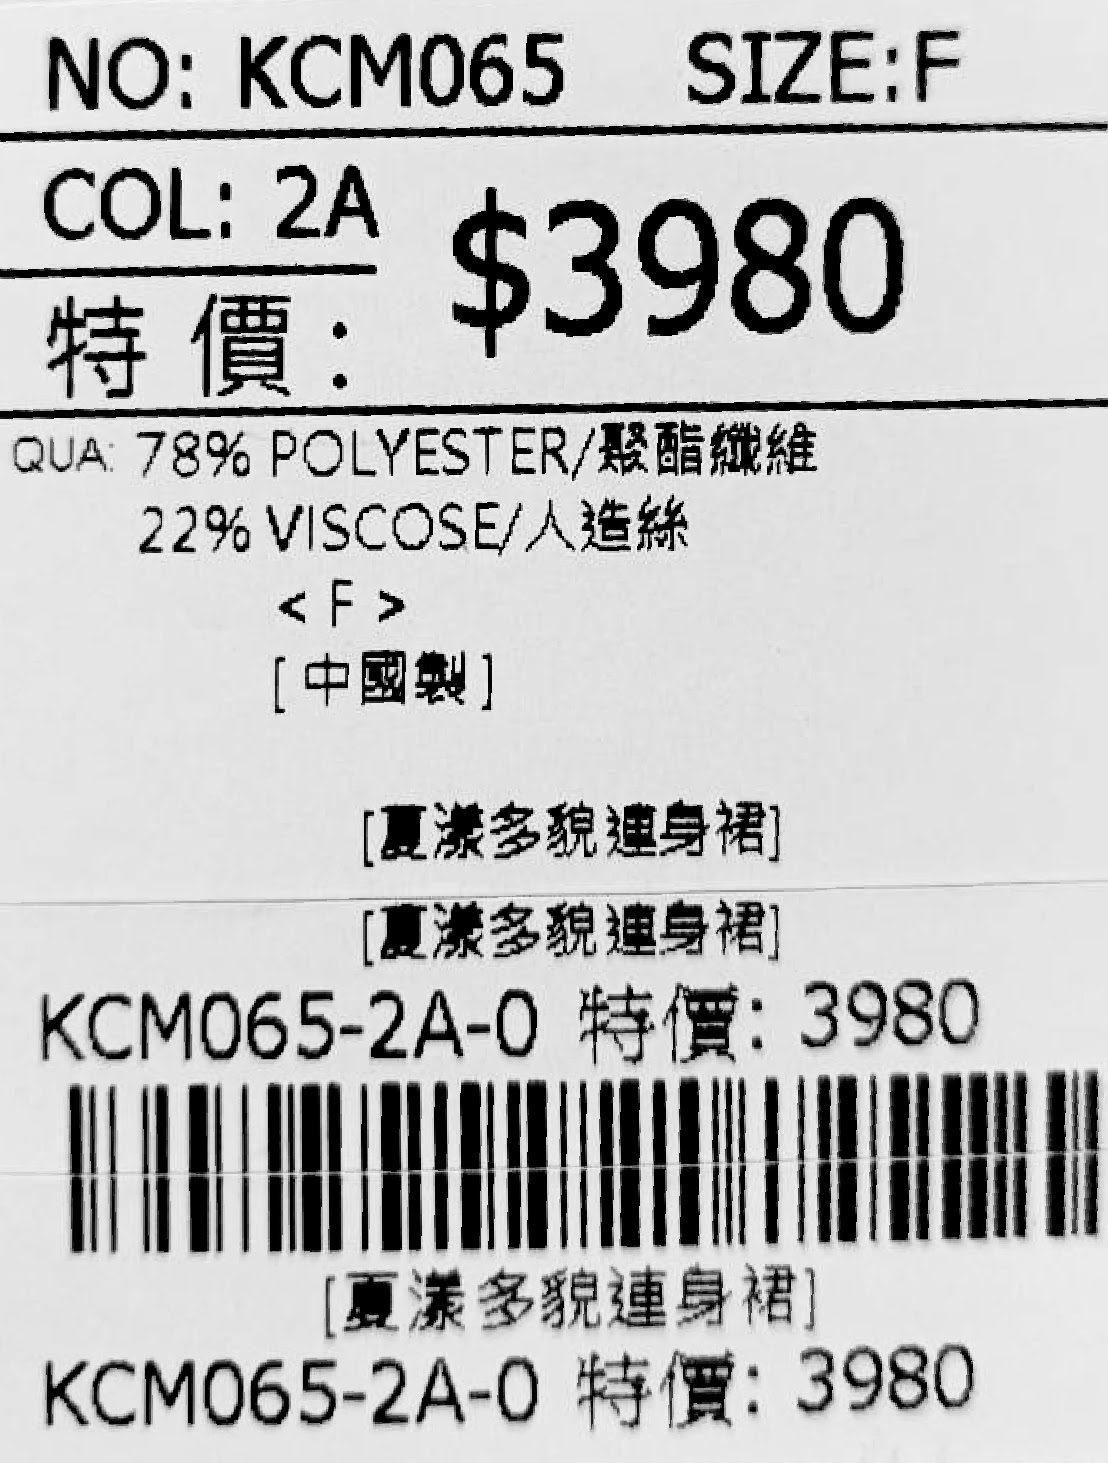 NO: KCM065 SIZE:F
COL: 2A
$3980
特 價:
QUA: 78% POLYESTER/聚酯纖維
22% VISCOSE/人造絲
< F >
[ 中國製 ]
[夏漾多貌連身裙]
[夏漾多貌連身裙]
KCM065-2A-0 特價: 3980
[夏漾多貌連身裙]
KCM065-2A-0 特價: 3980